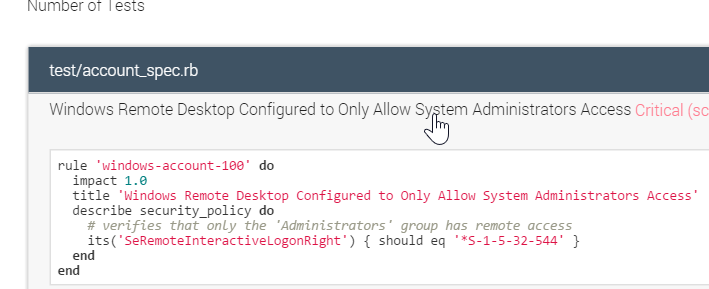 Number of Tests
test/account_spec.rb
Windows Remote Desktop Configured to Only Allow System Administrators Access Critical (sc
rule 'windows-account-100' do
impact 1.0
title 'Windows Remote Desktop Configured to Only Allow System Administrators Access'
describe security_policy do
# verifies that only the 'Administrators' group has remote access
its('SeRemoteInteractiveLogonRight') { should eq '*S-1-5-32-544' }
end
end